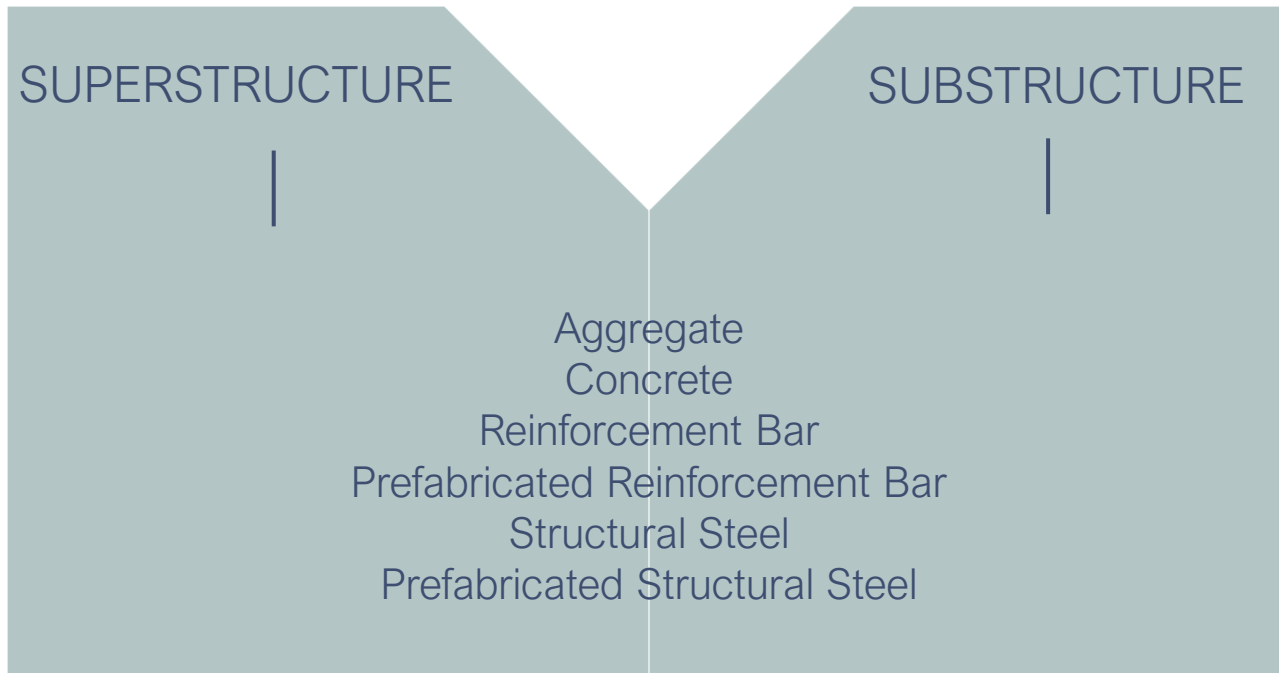 SUPERSTRUCTURE
SUBSTRUCTURE
Aggregate
Concrete
Reinforcement Bar
Prefabricated Reinforcement Bar
Structural Steel
Prefabricated Structural Steel